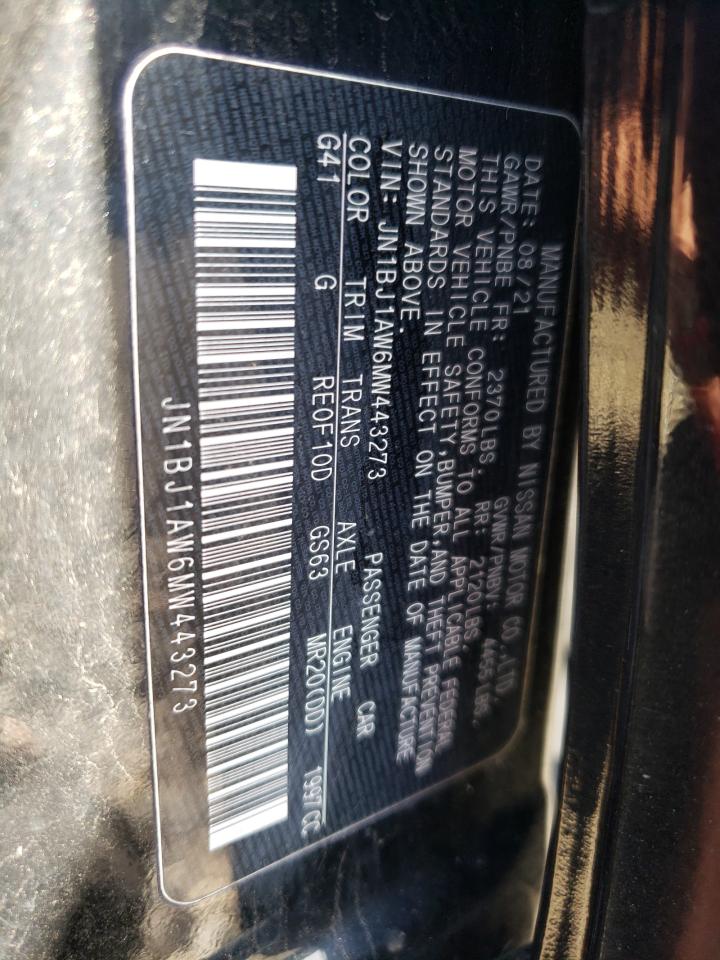 MANUFACTURED BY NISSAN MOTOR CO.,LTD.
DATE: 08/21 GVWR/PNBV: 4455 LBS.
GAWR/PNBE FR: 2370LBS. RR: 2120LBS.
THIS VEHICLE CONFORMS TO ALL APPLICABLE FEDERAL
MOTOR VEHICLE SAFETY,BUMPER,AND THEFT PREVENTION
STANDARDS IN EFFECT ON THE DATE OF MANUFACTURE
SHOWN ABOVE.
VIN: JN1BJ1AW6MW443273 , PASSENGER CAR
COLOR TRIM TRANS AXLE ENGINE
G41 G RE0F10D GS63 MR20(DD) 1997CC
JN1BJ1AW6MW443273